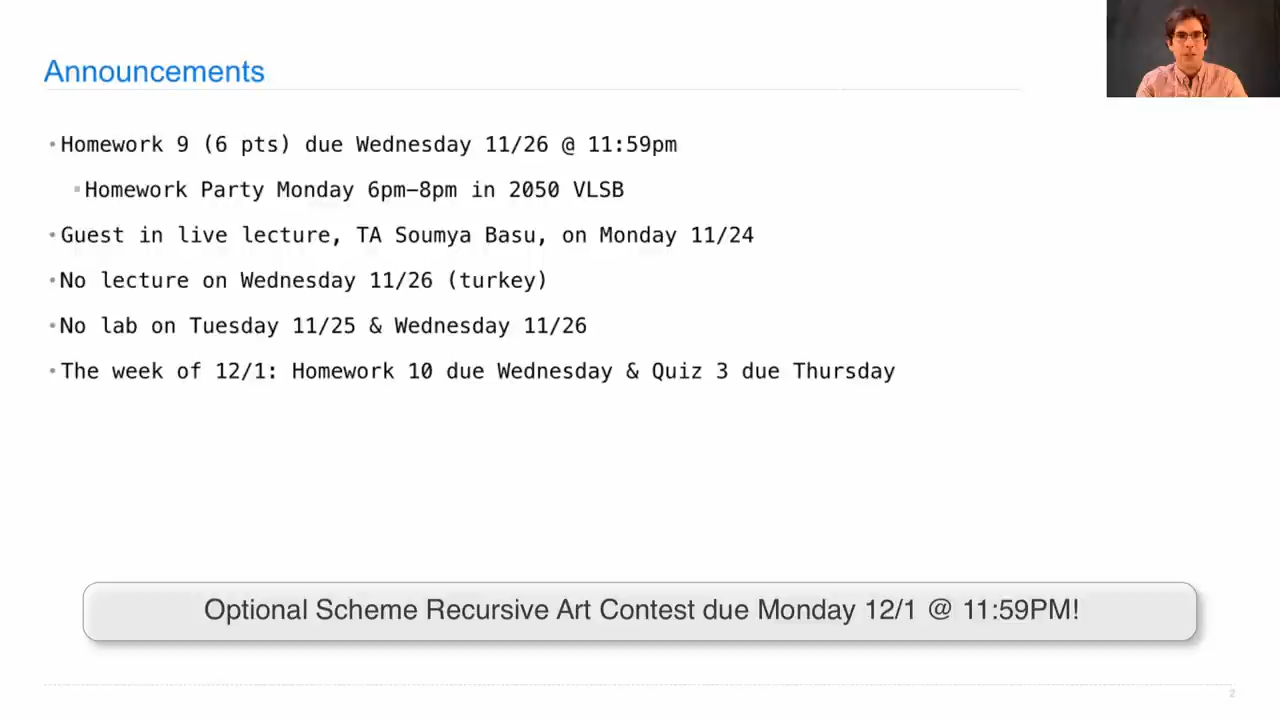 Announcements
•Homework 9 (6 pts) due Wednesday 11/26 @ 11:59pm
▪Homework Party Monday 6pm–8pm in 2050 VLSB
•Guest in live lecture, TA Soumya Basu, on Monday 11/24
•No lecture on Wednesday 11/26 (turkey)
•No lab on Tuesday 11/25 & Wednesday 11/26
•The week of 12/1: Homework 10 due Wednesday & Quiz 3 due Thursday
Optional Scheme Recursive Art Contest due Monday 12/1 @ 11:59PM!
2